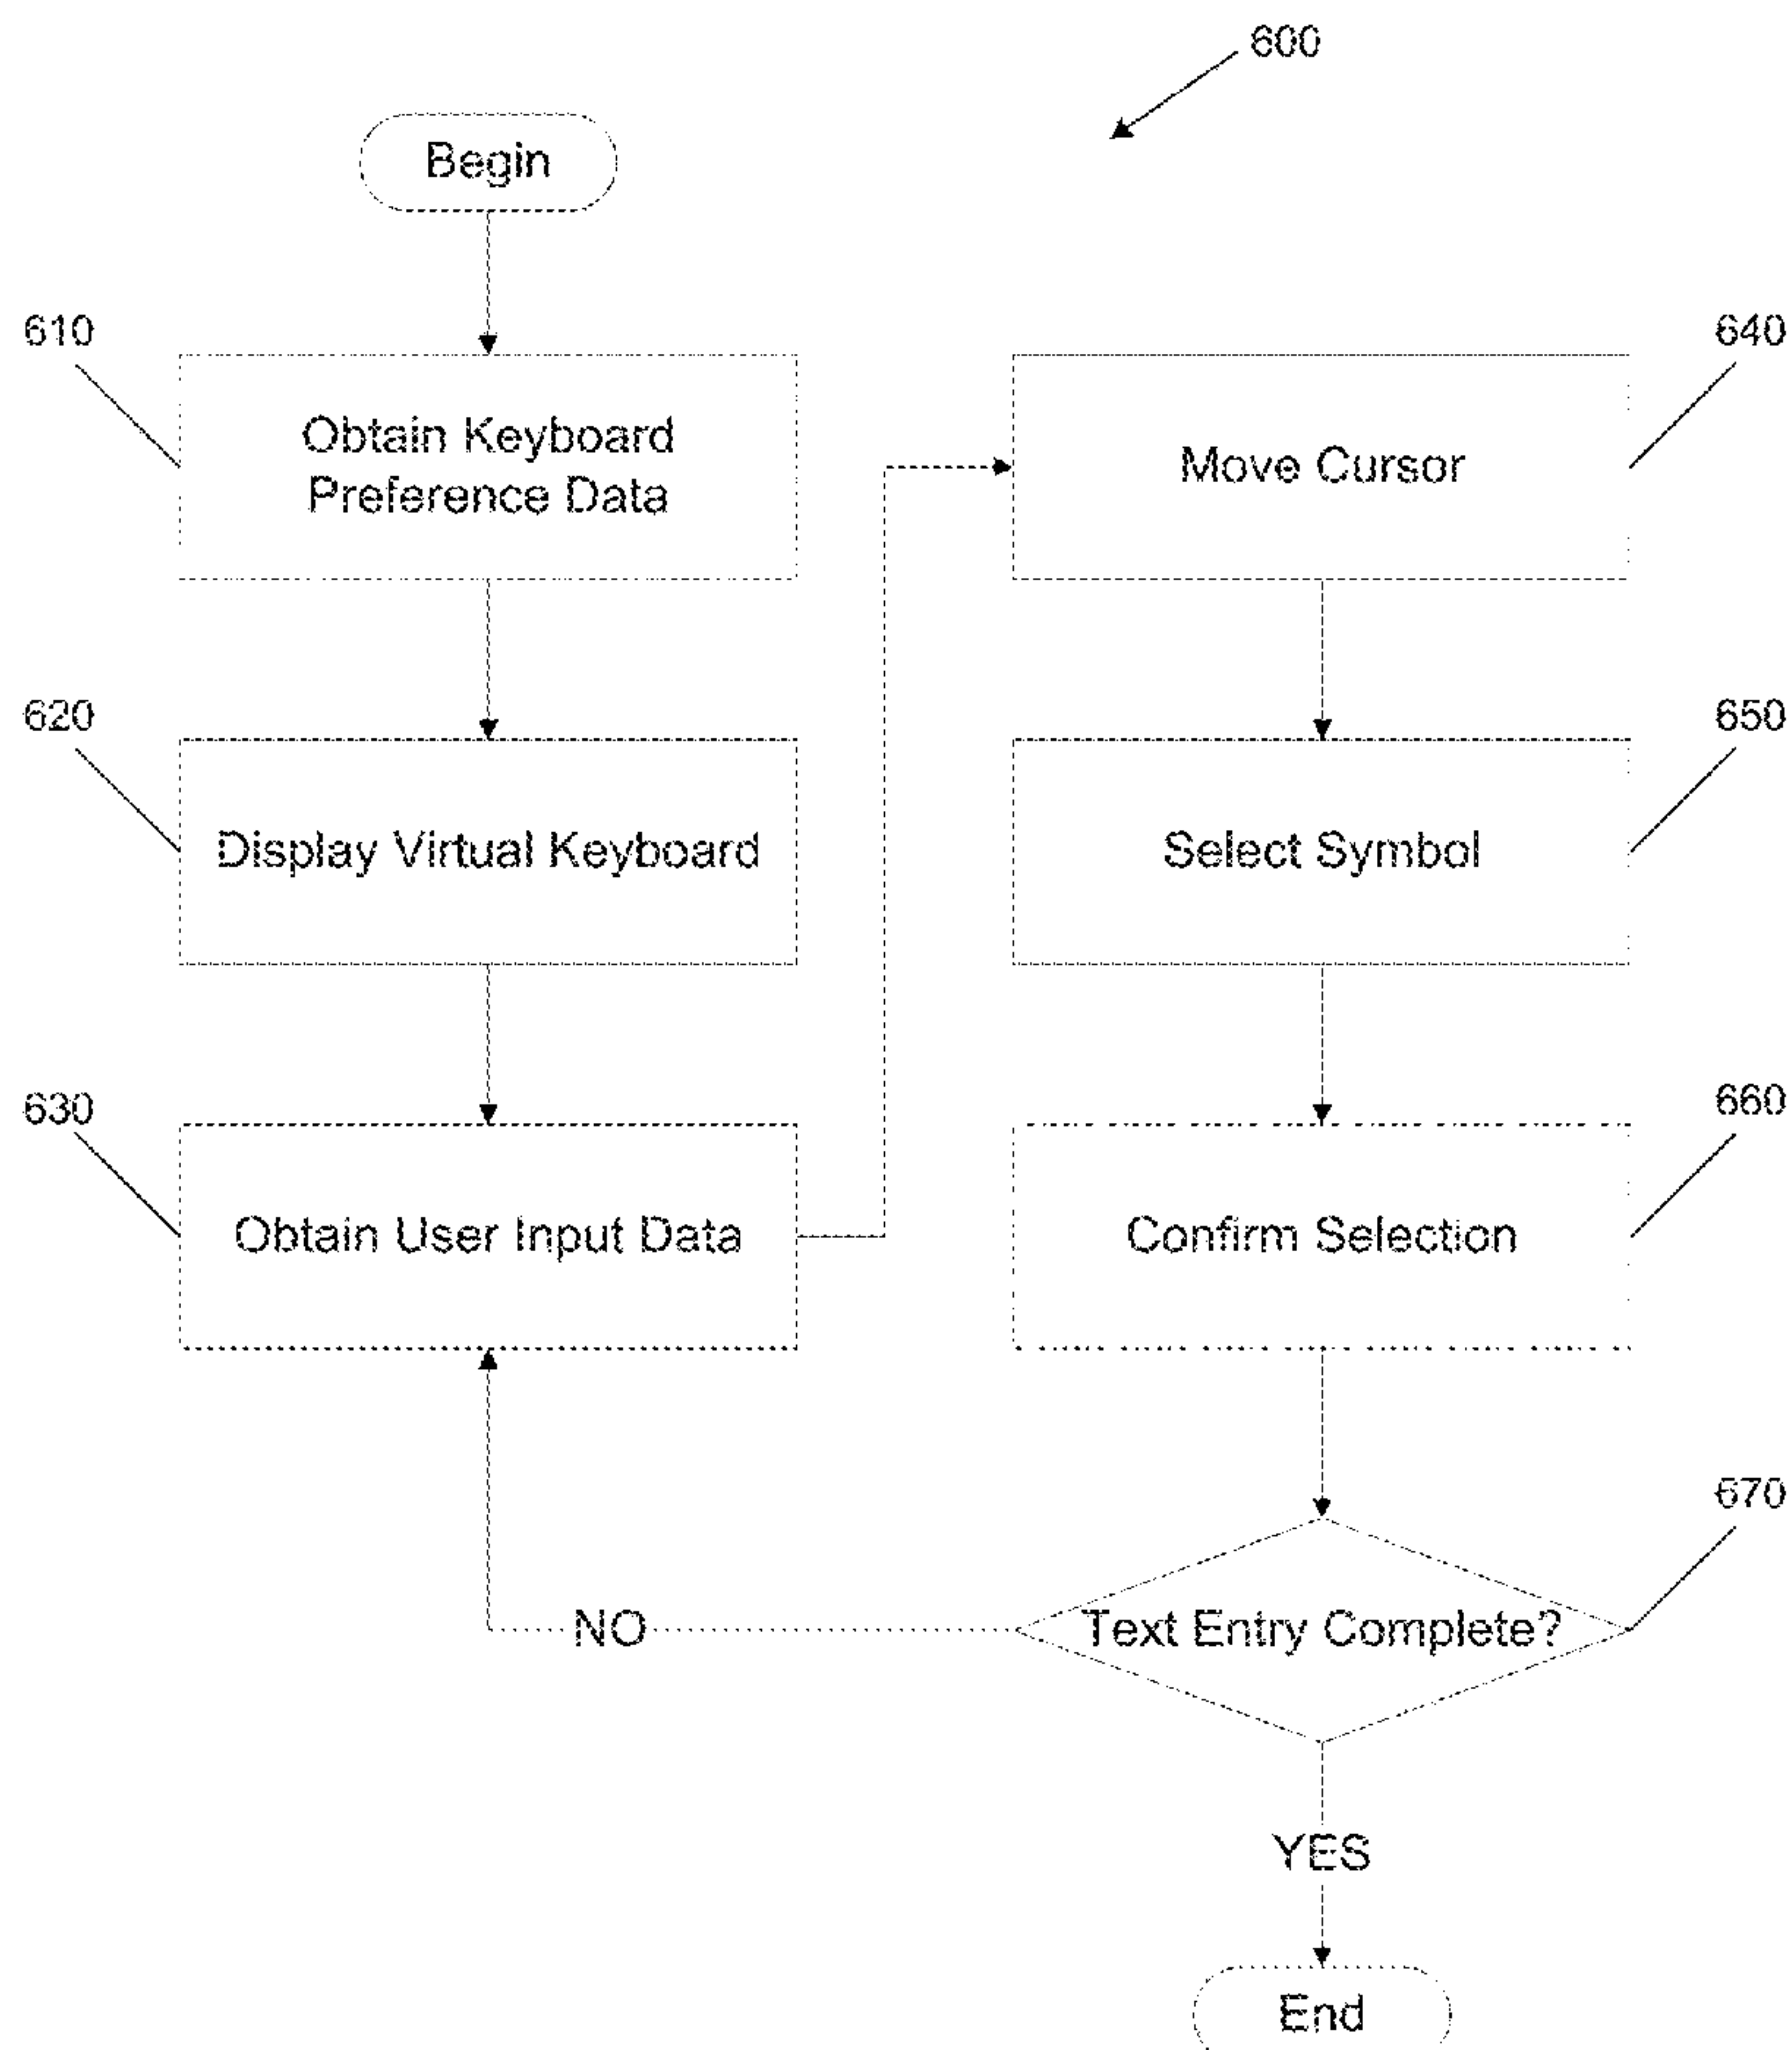 600
Begin
610
Obtain Keyboard
Preference Data
620
Display Virtual Keyboard
630
Obtain User Input Data
640
Move Cursor
650
Select Symbol
660
Confirm Selection
670
Text Entry Complete?
NO
YES
End